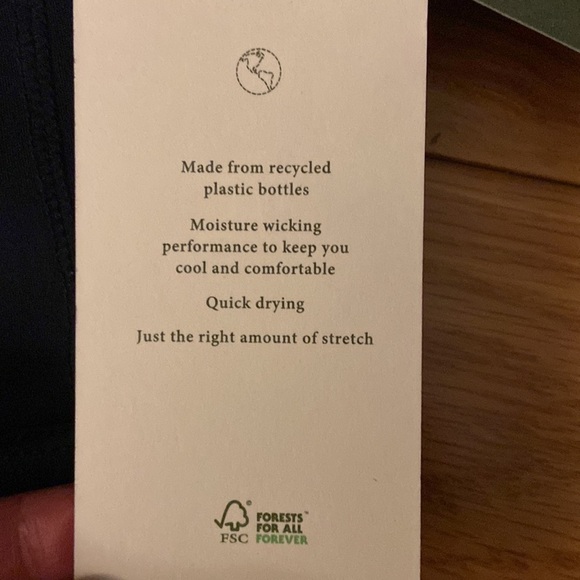 Made from recycled
plastic bottles
Moisture wicking
performance to keep you
cool and comfortable
Quick drying
Just the right amount of stretch
®
FSC
FORESTS™
FOR ALL
FOREVER